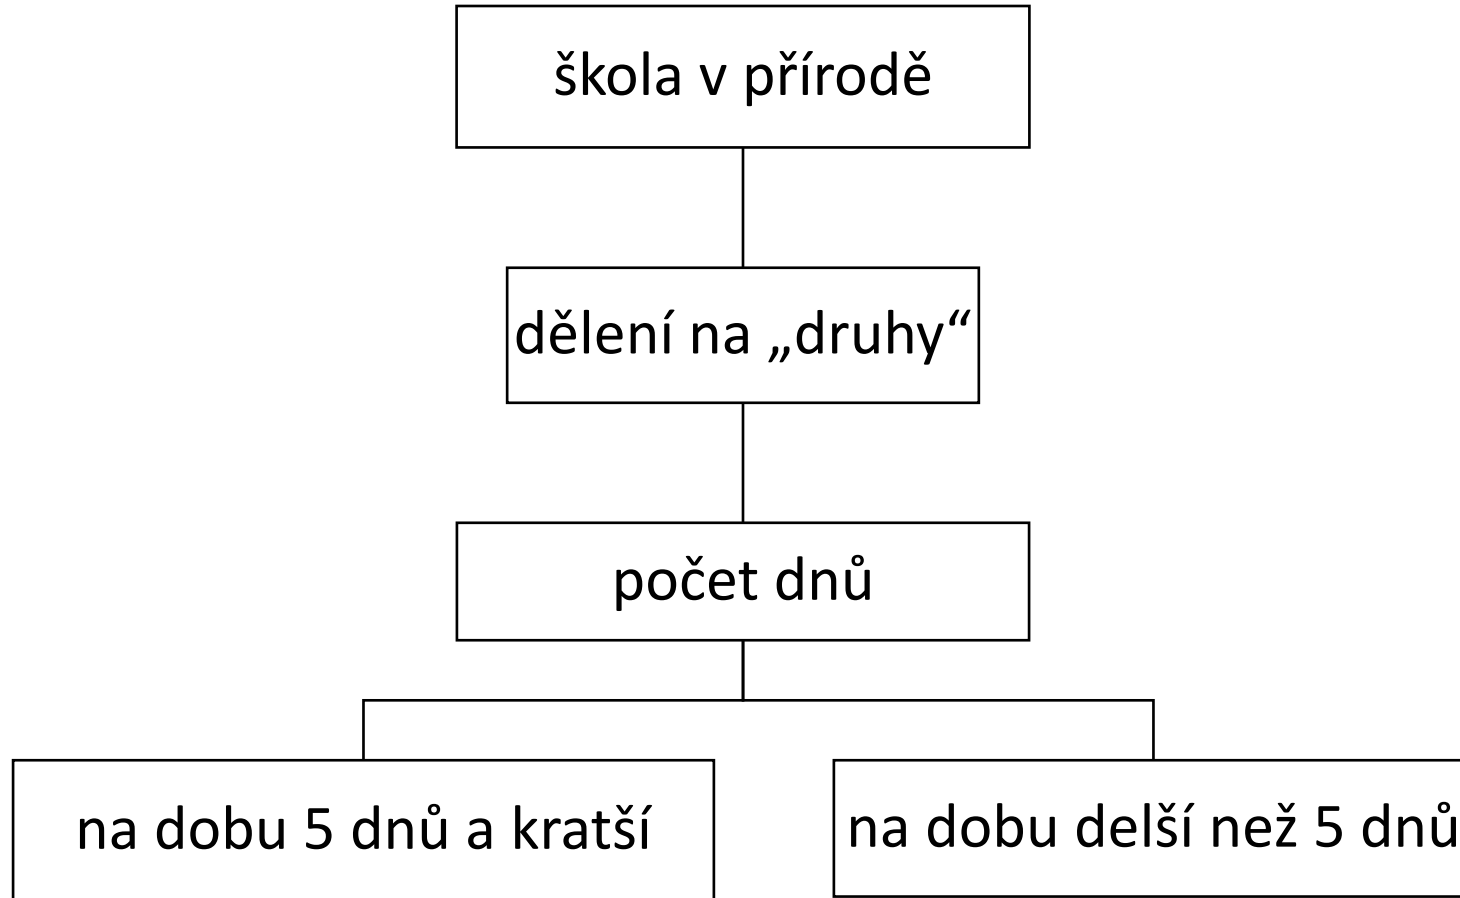 škola v přírodě
dělení na „druhy“
počet dnů
na dobu 5 dnů a kratší
na dobu delší než 5 dnů